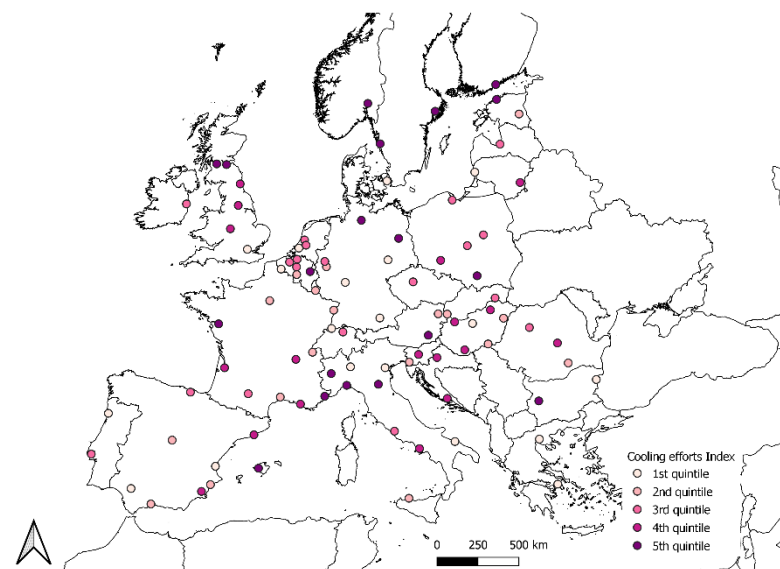 Cooling efforts Index
1st quintile
2nd quintile
3rd quintile
4th quintile
5th quintile
0 250 500 km